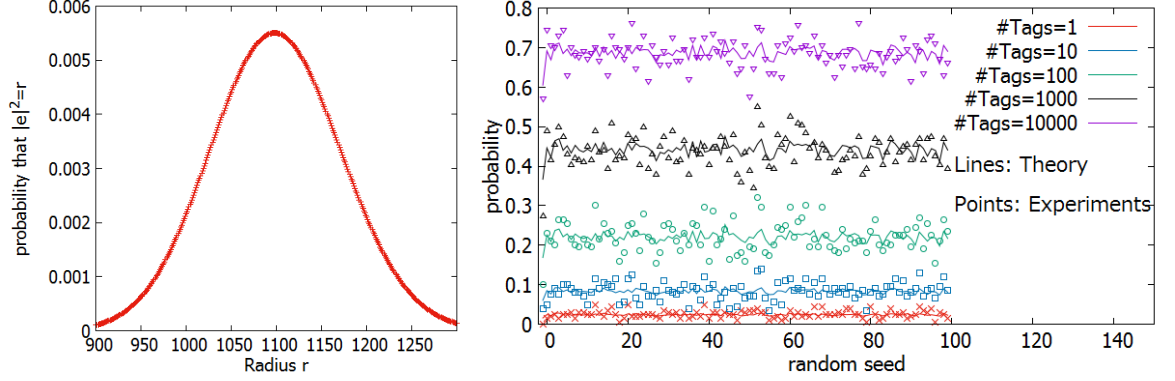 0.006
0.005
0.004
0.003
0.002
0.001
0
probability that |e|²=r
900 950 1000 1050 1100 1150 1200 1250
Radius r
0.8
0.7
0.6
0.5
0.4
0.3
0.2
0.1
0
probability
0 20 40 60 80 100 120 140
random seed
#Tags=1
#Tags=10
#Tags=100
#Tags=1000
#Tags=10000
Lines: Theory
Points: Experiments